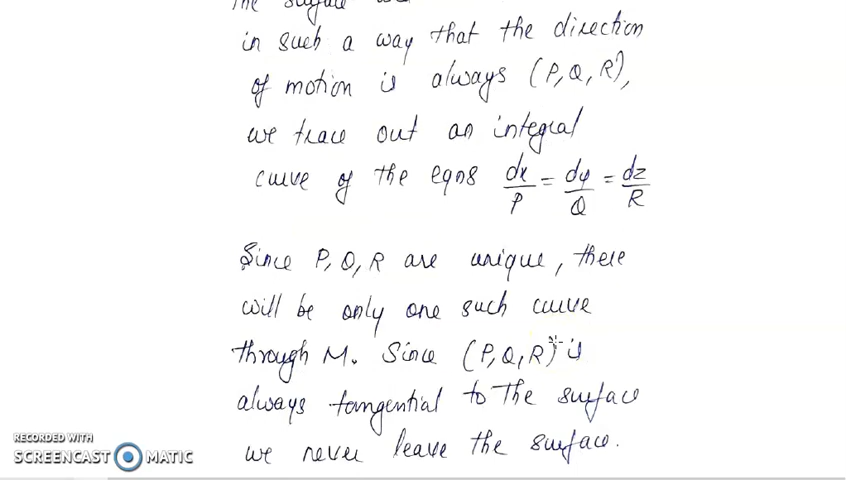 The surface
in such a way that the direction
of motion is always (P, Q, R),
we trace out an integral
curve of the eqns dx/P = dy/Q = dz/R
Since P, Q, R are unique, there
will be only one such curve
through M. Since (P, Q, R) is
always tangential to the surface
we never leave the surface.
RECORDED WITH
SCREENCAST MATIC